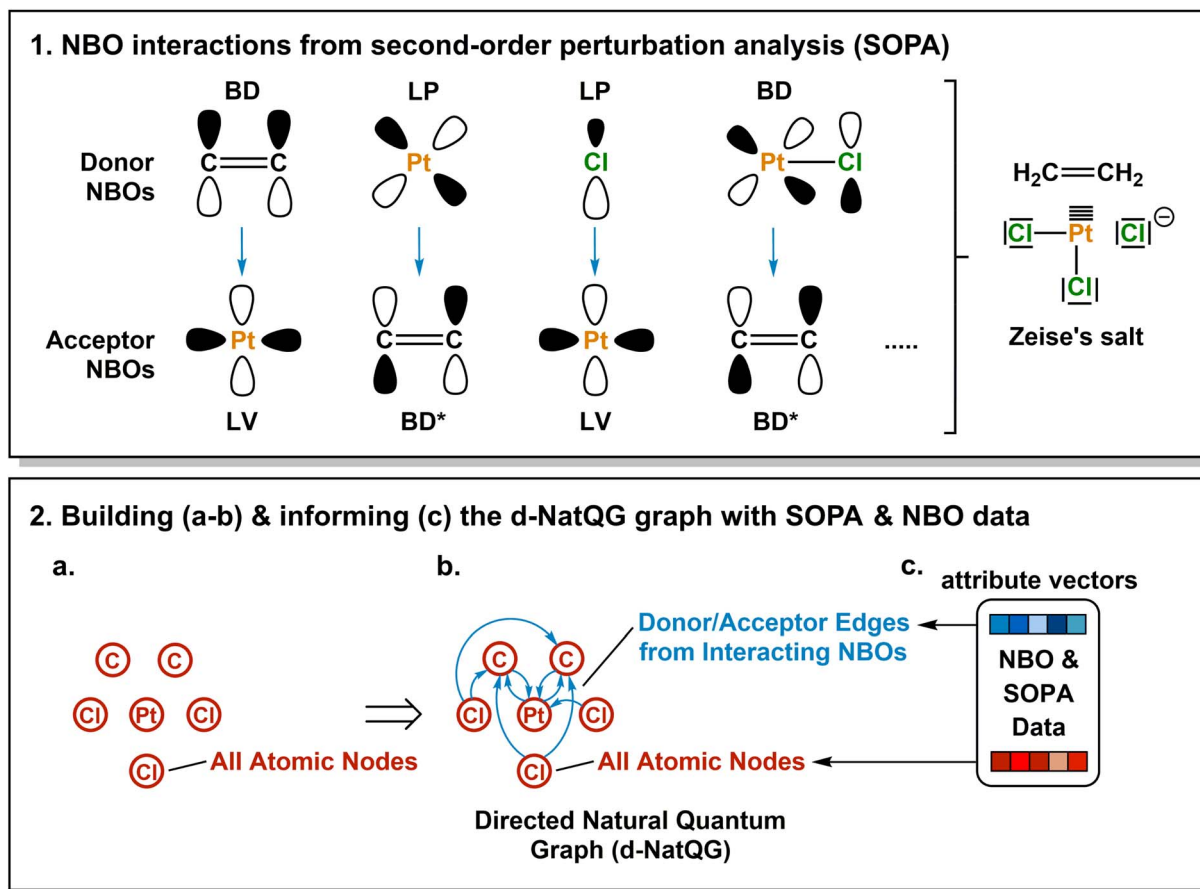 1. NBO interactions from second-order perturbation analysis (SOPA)
BD LP LP BD
Donor
NBOs
C C Pt Cl Pt Cl
Acceptor
NBOs
Pt C C Pt C C .....
LV BD* LV BD*
H₂C CH₂
|Cl| Pt |Cl| ⊖
|Cl|
Zeise's salt
2. Building (a-b) & informing (c) the d-NatQG graph with SOPA & NBO data
a.
C C
Cl Pt Cl
Cl All Atomic Nodes
b.
Donor/Acceptor Edges
from Interacting NBOs
C C
Cl Pt Cl
Cl All Atomic Nodes
Directed Natural Quantum
Graph (d-NatQG)
c.
attribute vectors
NBO &
SOPA
Data